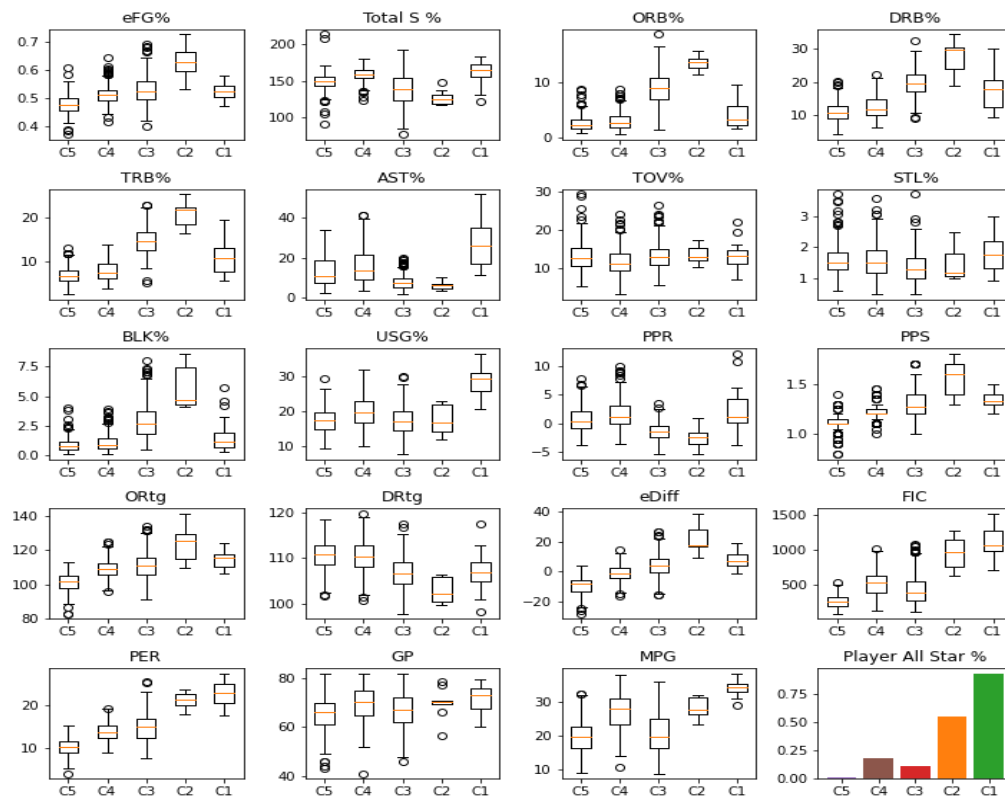 eFG% Total S % ORB% DRB%
0.7 0.6 0.5 0.4 200 150 100 10 0 30 20 10
C5 C4 C3 C2 C1 C5 C4 C3 C2 C1 C5 C4 C3 C2 C1 C5 C4 C3 C2 C1
TRB% AST% TOV% STL%
20 10 40 20 0 30 20 10 3 2 1
C5 C4 C3 C2 C1 C5 C4 C3 C2 C1 C5 C4 C3 C2 C1 C5 C4 C3 C2 C1
BLK% USG% PPR PPS
7.5 5.0 2.5 0.0 30 20 10 10 5 0 −5 1.5 1.0
C5 C4 C3 C2 C1 C5 C4 C3 C2 C1 C5 C4 C3 C2 C1 C5 C4 C3 C2 C1
ORtg DRtg eDiff FIC
140 120 100 80 120 110 100 40 20 0 −20 1500 1000 500
C5 C4 C3 C2 C1 C5 C4 C3 C2 C1 C5 C4 C3 C2 C1 C5 C4 C3 C2 C1
PER GP MPG Player All Star %
20 10 80 60 40 30 20 10 0.75 0.50 0.25 0.00
C5 C4 C3 C2 C1 C5 C4 C3 C2 C1 C5 C4 C3 C2 C1 C5 C4 C3 C2 C1